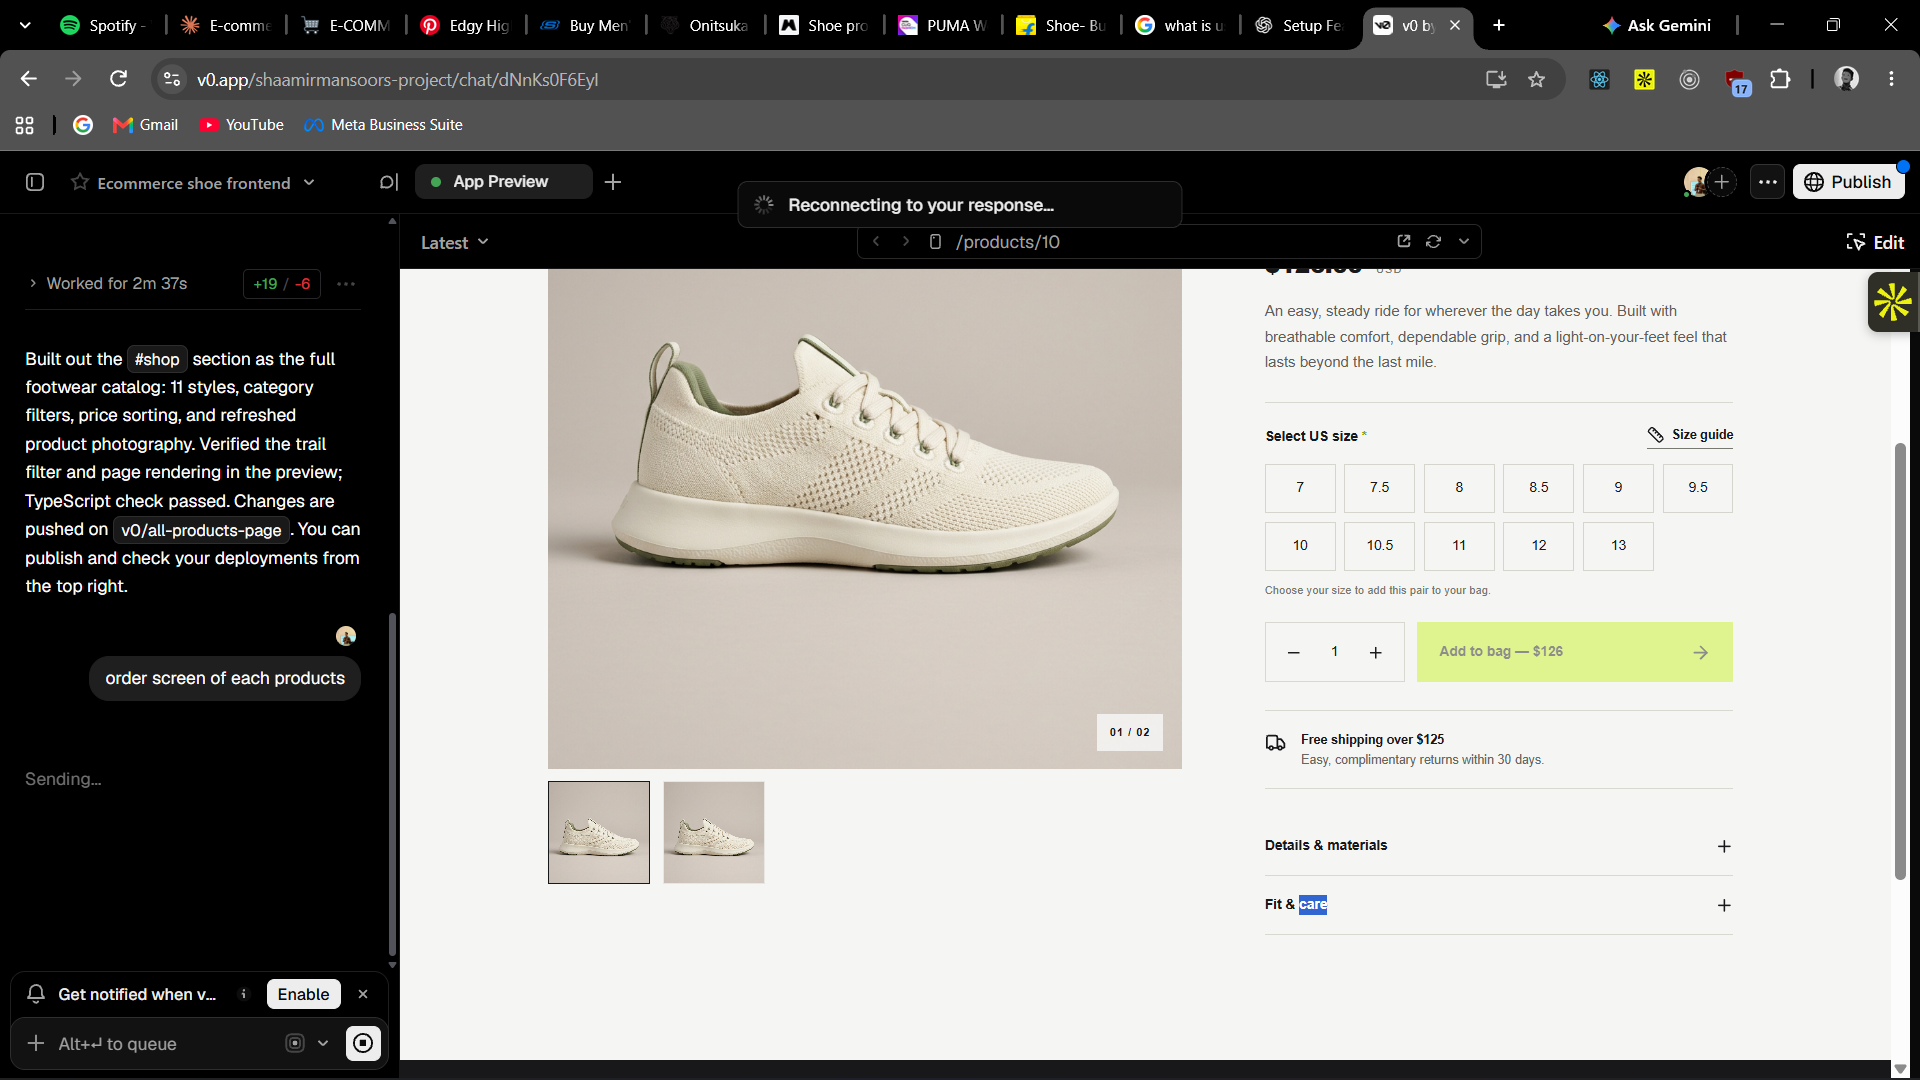 Spotify -
E-comme
E-COMM
Edgy Hig
Buy Men'
Onitsuka
Shoe pro
PUMA W
Shoe- Bu
what is u
Setup Fe
v0 by
Ask Gemini
v0.app/shaamirmansoors-project/chat/dNnKs0F6EyI
17
Gmail
YouTube
Meta Business Suite
Ecommerce shoe frontend
App Preview
Reconnecting to your response...
Publish
Latest
/products/10
Edit
Worked for 2m 37s
+19 / -6
Built out the #shop section as the full
footwear catalog: 11 styles, category
filters, price sorting, and refreshed
product photography. Verified the trail
filter and page rendering in the preview;
TypeScript check passed. Changes are
pushed on v0/all-products-page . You can
publish and check your deployments from
the top right.
order screen of each products
Sending...
Get notified when v...
Enable
Alt+↵ to queue
USD
An easy, steady ride for wherever the day takes you. Built with
breathable comfort, dependable grip, and a light-on-your-feet feel that
lasts beyond the last mile.
Select US size *
Size guide
7 7.5 8 8.5 9 9.5
10 10.5 11 12 13
Choose your size to add this pair to your bag.
− 1 +
Add to bag — $126
01 / 02
Free shipping over $125
Easy, complimentary returns within 30 days.
Details & materials
Fit & care